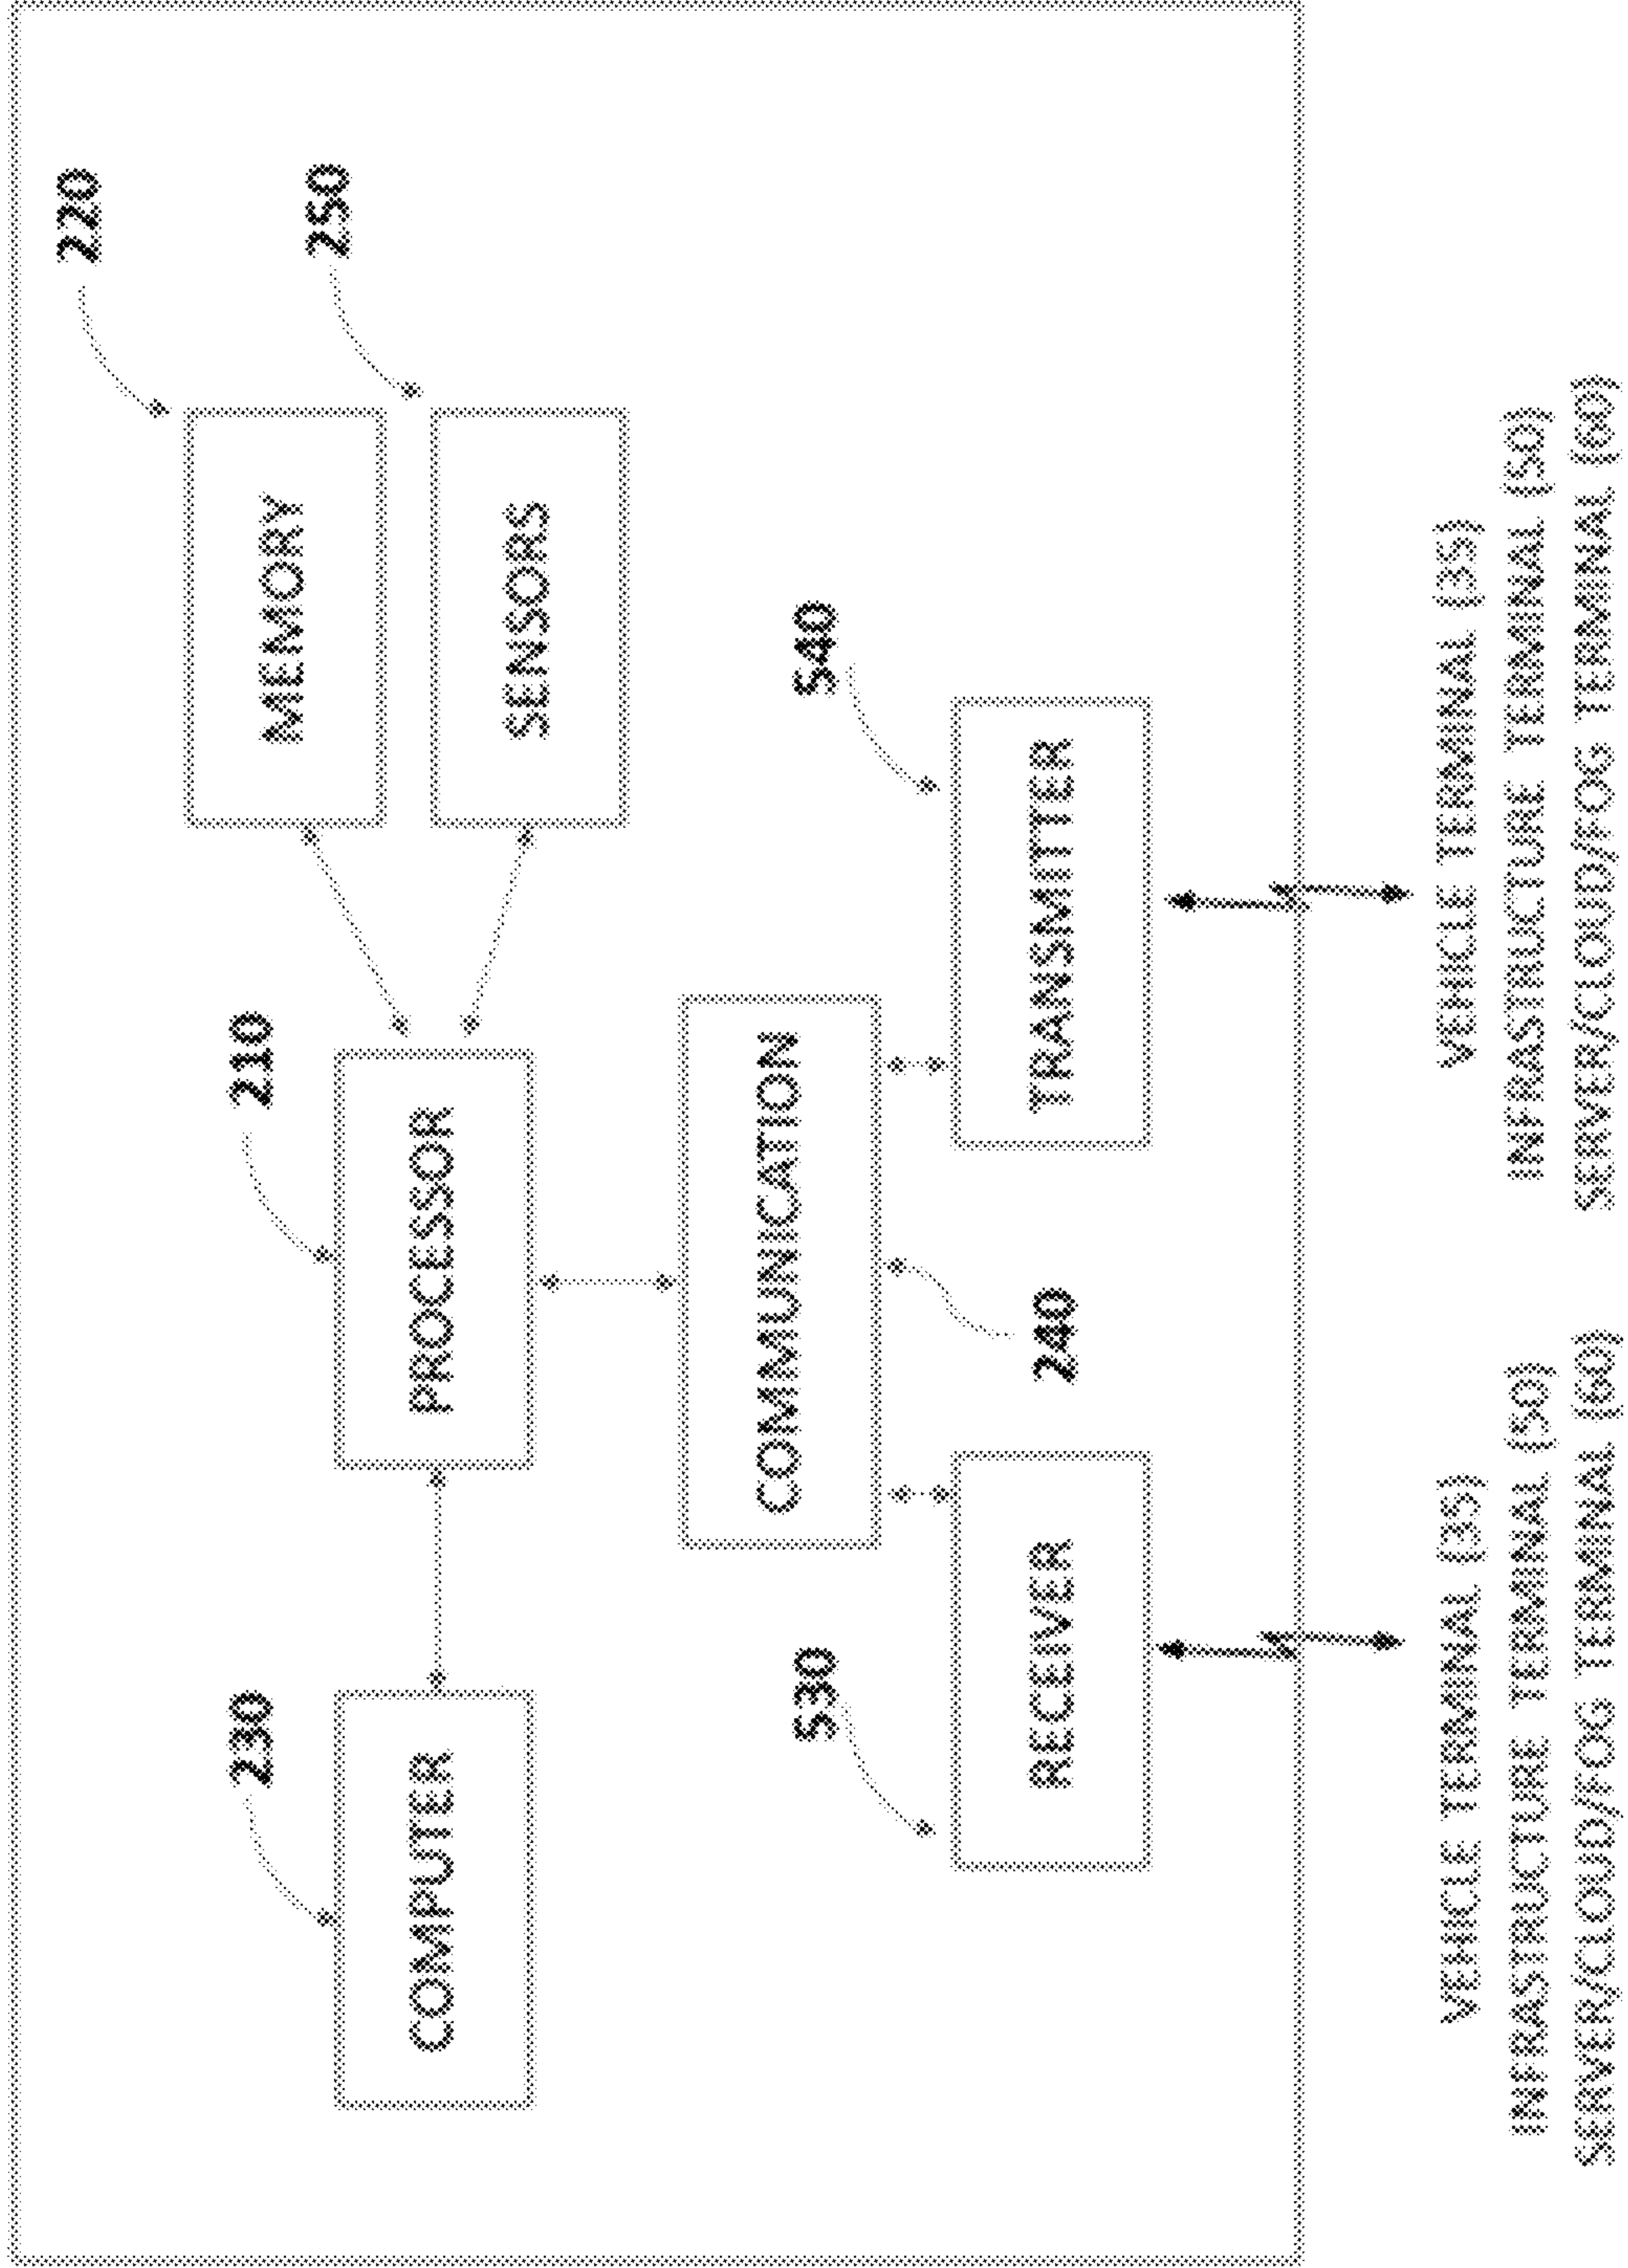 220
250
MEMORY
SENSORS
230
210
COMPUTER
PROCESSOR
COMMUNICATION
530
540
RECEIVER
240
TRANSMITTER
VEHICLE TERMINAL (35)
INFRASTRUCTURE TERMINAL (50)
SERVER/CLOUD/FOG TERMINAL (60)
VEHICLE TERMINAL (35)
INFRASTRUCTURE TERMINAL (50)
SERVER/CLOUD/FOG TERMINAL (60)